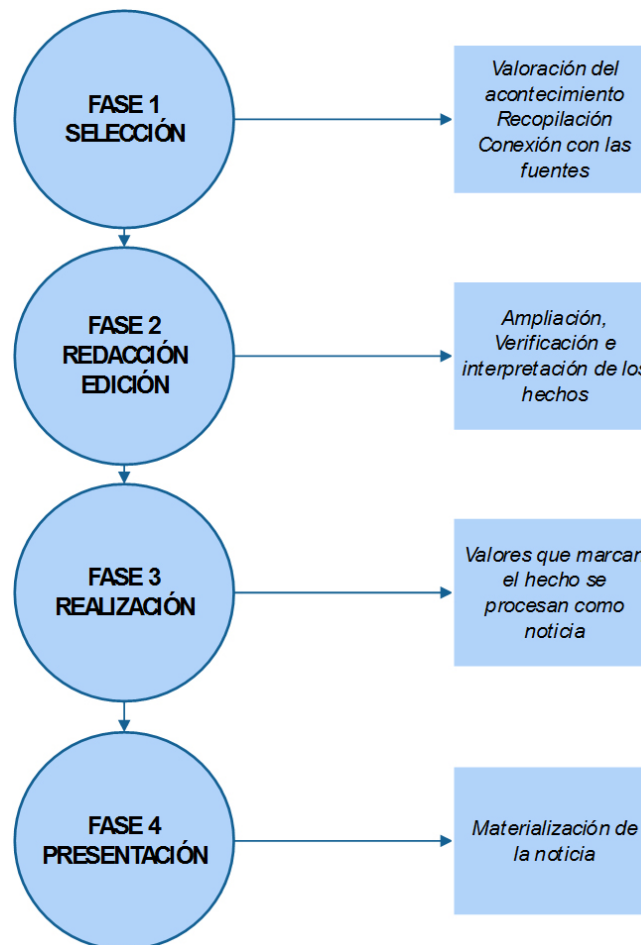 FASE 1
SELECCIÓN
Valoración del
acontecimiento
Recopilación
Conexión con las
fuentes
FASE 2
REDACCIÓN
EDICIÓN
Ampliación,
Verificación e
interpretación de los
hechos
FASE 3
REALIZACIÓN
Valores que marcan
el hecho se
procesan como
noticia
FASE 4
PRESENTACIÓN
Materialización de
la noticia